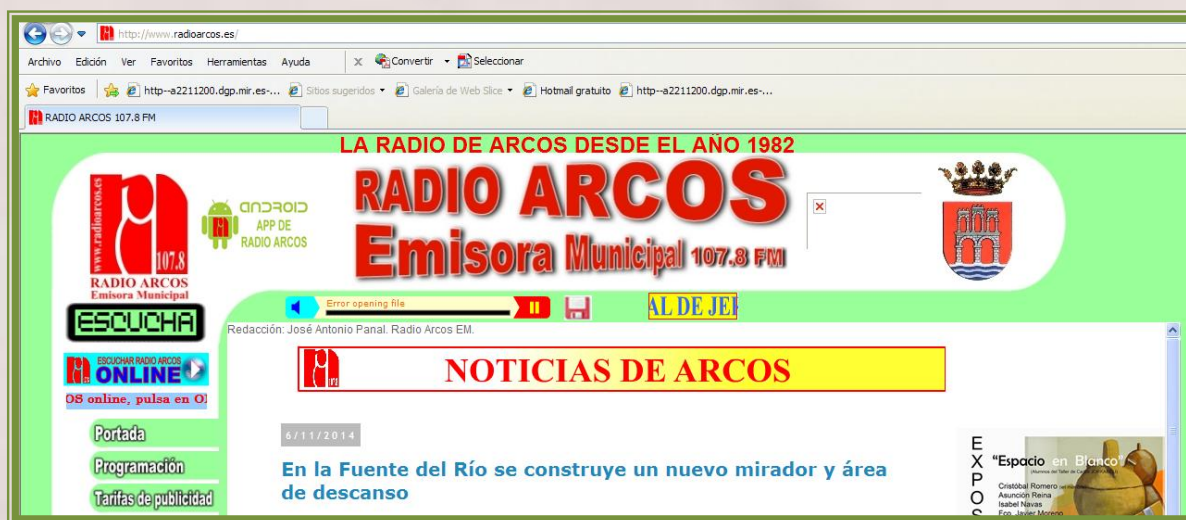 http://www.radioarcos.es/
Archivo Edición Ver Favoritos Herramientas Ayuda x Convertir Seleccionar
Favoritos http--a2211200.dgp.mir.es-... Sitios sugeridos Galería de Web Slice Hotmail gratuito http--a2211200.dgp.mir.es-...
RADIO ARCOS 107.8 FM
LA RADIO DE ARCOS DESDE EL AÑO 1982
RADIO ARCOS
Emisora Municipal 107.8 FM
www.radioarcos.es
107.8
RADIO ARCOS
Emisora Municipal
ANDROID
APP DE
RADIO ARCOS
ESCUCHA
Error opening file
AL DE JE
Redacción: José Antonio Panal. Radio Arcos EM.
ESCUCHAR RADIO ARCOS
ONLINE
OS online, pulsa en O
NOTICIAS DE ARCOS
Portada
Programación
Tarifas de publicidad
6/11/2014
En la Fuente del Río se construye un nuevo mirador y área
de descanso
EXPOS
"Espacio en Blanco"
Cristóbal Romero
Asunción Reina
Isabel Navas
Fco. Javier Moreno